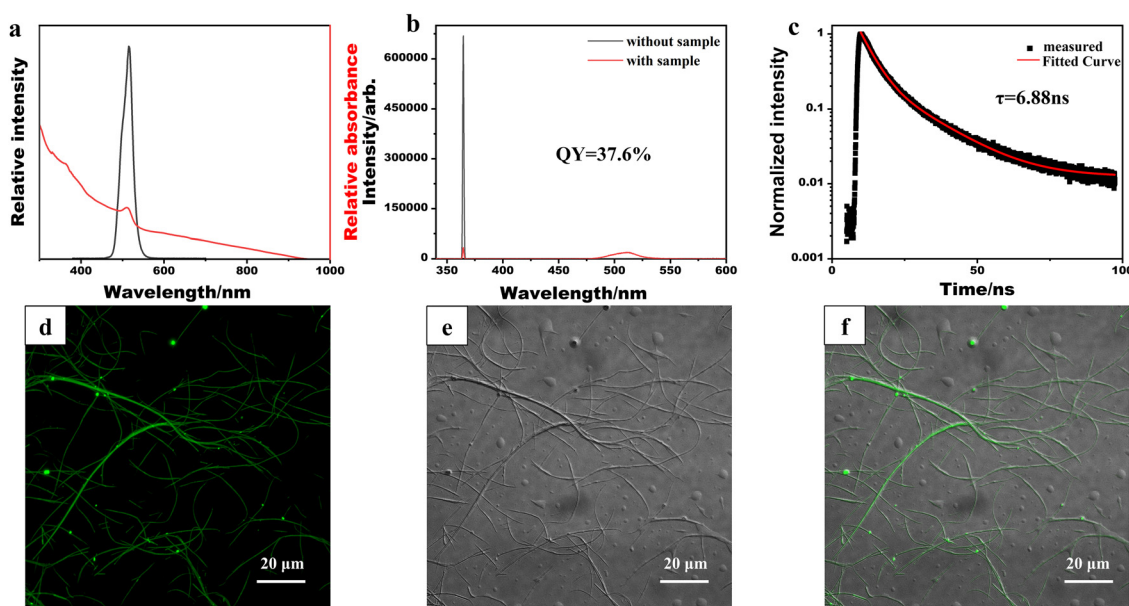 a
Relative intensity
400
600
800
1000
Wavelength/nm
Relative absorbance
b
Intensity/arb.
600000
450000
300000
150000
0
without sample
with sample
QY=37.6%
350
400
450
500
550
600
Wavelength/nm
c
Normalized intensity
1
0.1
0.01
0.001
measured
Fitted Curve
τ=6.88ns
0
50
100
Time/ns
d
20 μm
e
20 μm
f
20 μm